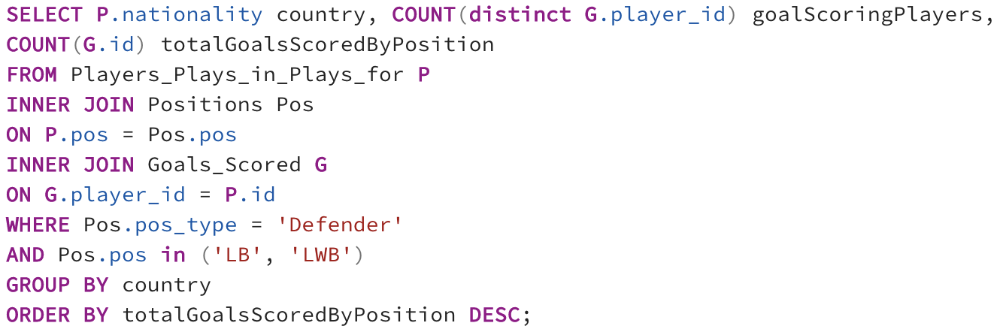 SELECT P.nationality country, COUNT(distinct G.player_id) goalScoringPlayers,
COUNT(G.id) totalGoalsScoredByPosition
FROM Players_Plays_in_Plays_for P
INNER JOIN Positions Pos
ON P.pos = Pos.pos
INNER JOIN Goals_Scored G
ON G.player_id = P.id
WHERE Pos.pos_type = 'Defender'
AND Pos.pos in ('LB', 'LWB')
GROUP BY country
ORDER BY totalGoalsScoredByPosition DESC;